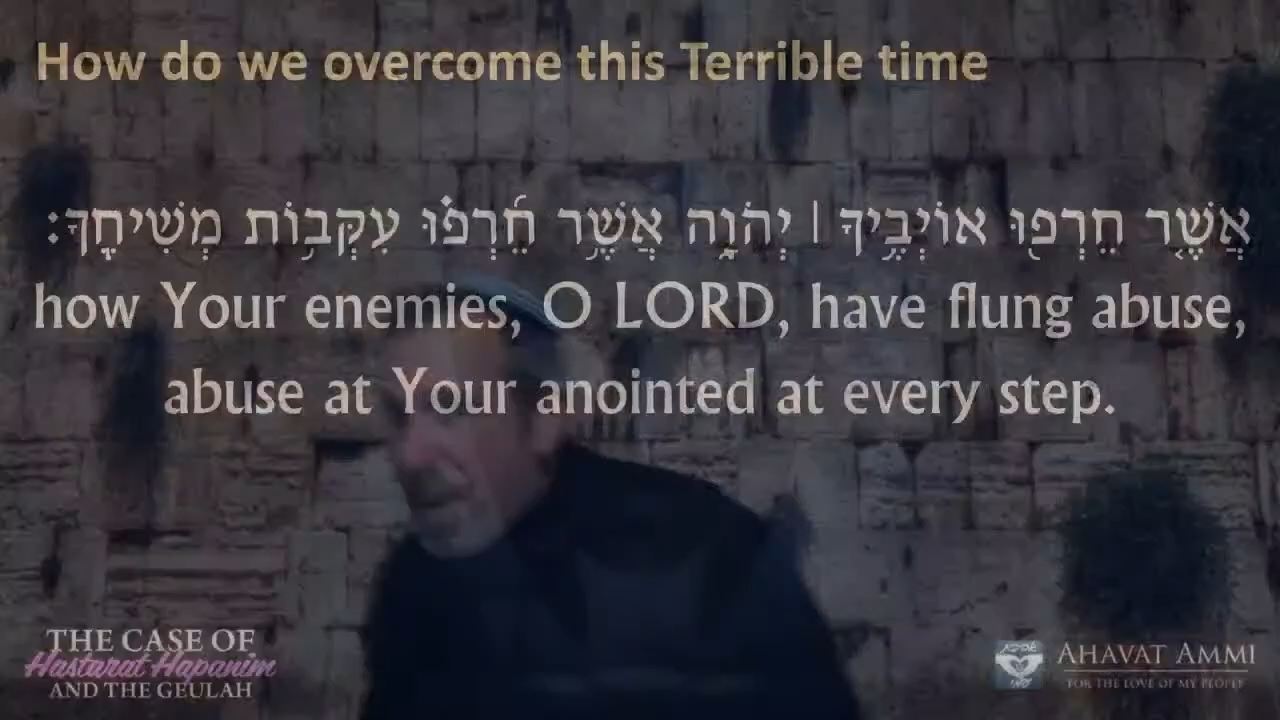 How do we overcome this Terrible time
אֲשֶׁ֤ר חֵרְפ֖וּ אוֹיְבֶ֥יךָ ׀ יְהֹוָ֑ה אֲשֶׁ֥ר חֵ֝רְפ֗וּ עִקְּב֥וֹת מְשִׁיחֶֽךָ׃
how Your enemies, O LORD, have flung abuse,
abuse at Your anointed at every step.
THE CASE OF
Hastarat Hapanim
AND THE GEULAH
AHAVAT AMMI
FOR THE LOVE OF MY PEOPLE